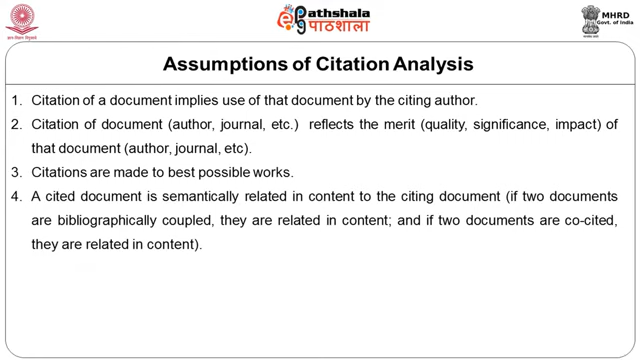 ePathshala
पाठशाला
MHRD
Govt. of India
Assumptions of Citation Analysis
1. Citation of a document implies use of that document by the citing author.
2. Citation of document (author, journal, etc.) reflects the merit (quality, significance, impact) of
that document (author, journal, etc).
3. Citations are made to best possible works.
4. A cited document is semantically related in content to the citing document (if two documents
are bibliographically coupled, they are related in content; and if two documents are co-cited,
they are related in content).